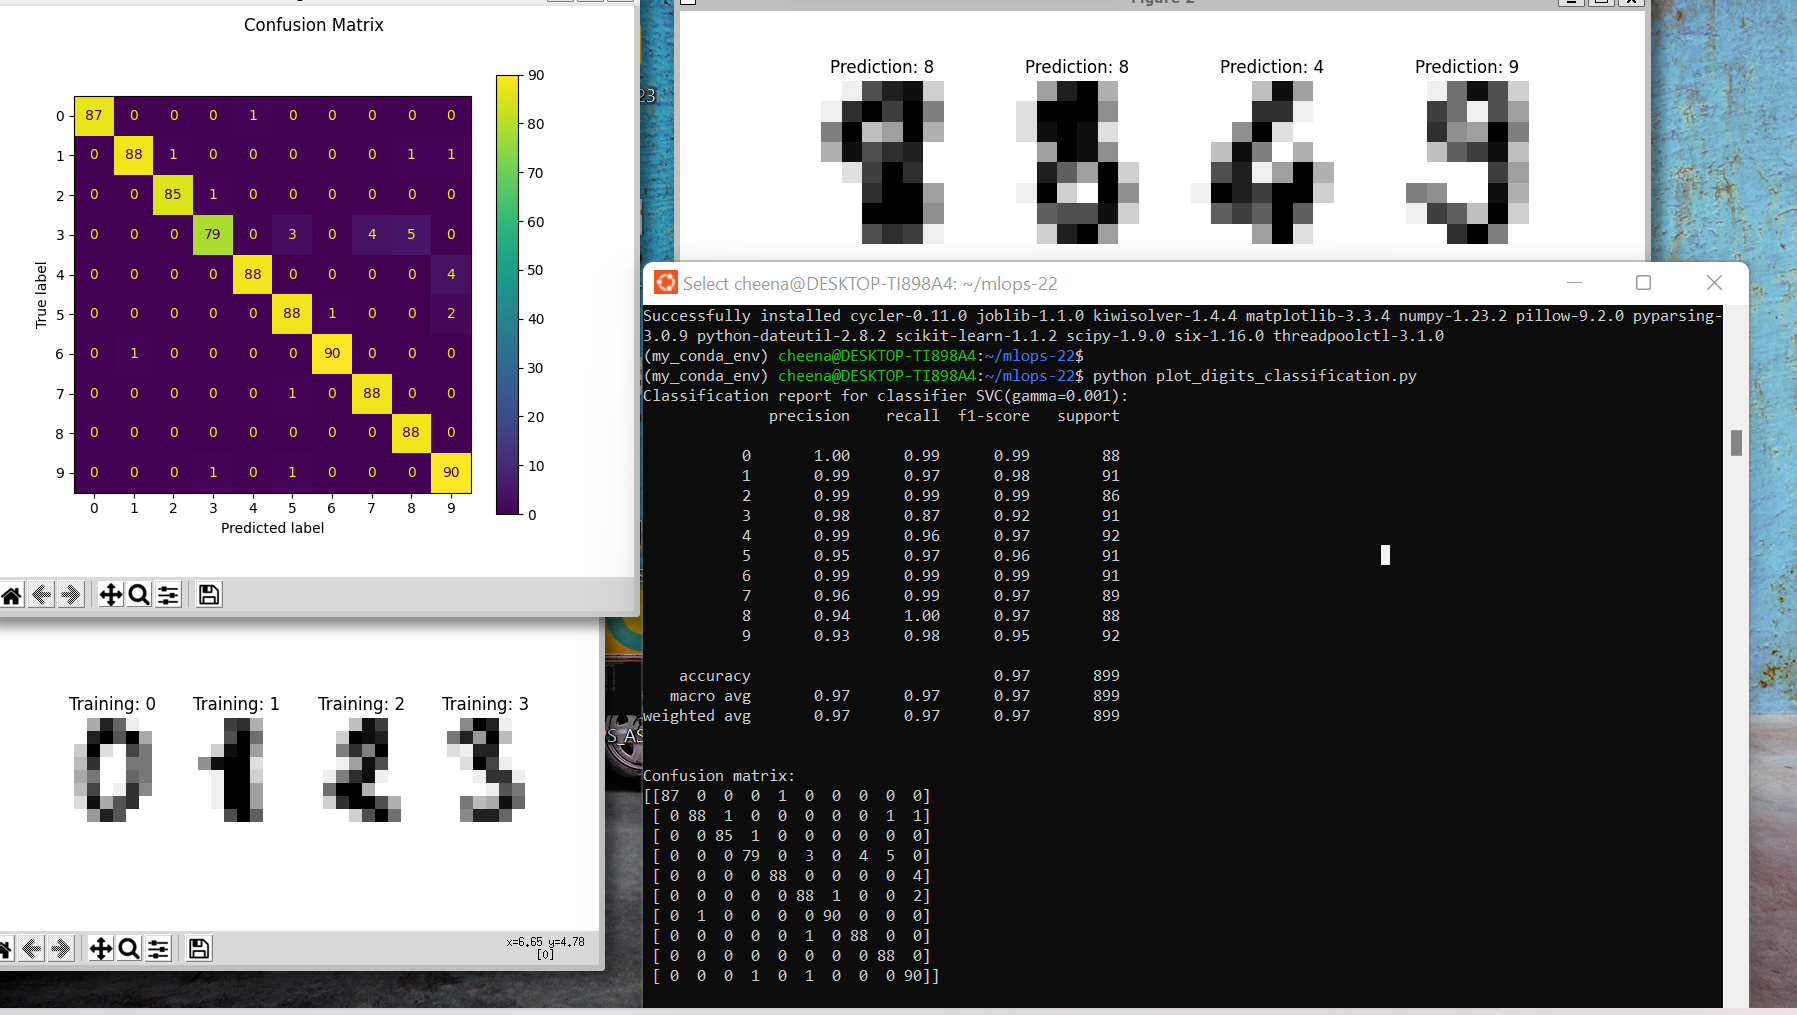 Confusion Matrix
0 87 0 0 0 1 0 0 0 0 0
1 0 88 1 0 0 0 0 0 1 1
2 0 0 85 1 0 0 0 0 0 0
3 0 0 0 79 0 3 0 4 5 0
4 0 0 0 0 88 0 0 0 0 4
5 0 0 0 0 0 88 1 0 0 2
6 0 1 0 0 0 0 90 0 0 0
7 0 0 0 0 0 1 0 88 0 0
8 0 0 0 0 0 0 0 0 88 0
9 0 0 0 1 0 1 0 0 0 90
0 1 2 3 4 5 6 7 8 9
Predicted label
True label
90
80
70
60
50
40
30
20
10
0
Figure 2
Prediction: 8 Prediction: 8 Prediction: 4 Prediction: 9
23
Select cheena@DESKTOP-TI898A4: ~/mlops-22
Successfully installed cycler-0.11.0 joblib-1.1.0 kiwisolver-1.4.4 matplotlib-3.3.4 numpy-1.23.2 pillow-9.2.0 pyparsing-
3.0.9 python-dateutil-2.8.2 scikit-learn-1.1.2 scipy-1.9.0 six-1.16.0 threadpoolctl-3.1.0
(my_conda_env) cheena@DESKTOP-TI898A4:~/mlops-22$
(my_conda_env) cheena@DESKTOP-TI898A4:~/mlops-22$ python plot_digits_classification.py
Classification report for classifier SVC(gamma=0.001):
precision recall f1-score support
0 1.00 0.99 0.99 88
1 0.99 0.97 0.98 91
2 0.99 0.99 0.99 86
3 0.98 0.87 0.92 91
4 0.99 0.96 0.97 92
5 0.95 0.97 0.96 91
6 0.99 0.99 0.99 91
7 0.96 0.99 0.97 89
8 0.94 1.00 0.97 88
9 0.93 0.98 0.95 92
accuracy 0.97 899
macro avg 0.97 0.97 0.97 899
weighted avg 0.97 0.97 0.97 899
Confusion matrix:
[[87 0 0 0 1 0 0 0 0 0]
[ 0 88 1 0 0 0 0 0 1 1]
[ 0 0 85 1 0 0 0 0 0 0]
[ 0 0 0 79 0 3 0 4 5 0]
[ 0 0 0 0 88 0 0 0 0 4]
[ 0 0 0 0 0 88 1 0 0 2]
[ 0 1 0 0 0 0 90 0 0 0]
[ 0 0 0 0 0 1 0 88 0 0]
[ 0 0 0 0 0 0 0 0 88 0]
[ 0 0 0 1 0 1 0 0 0 90]]
Training: 0 Training: 1 Training: 2 Training: 3
S_AS
x=6.65 y=4.78
[0]